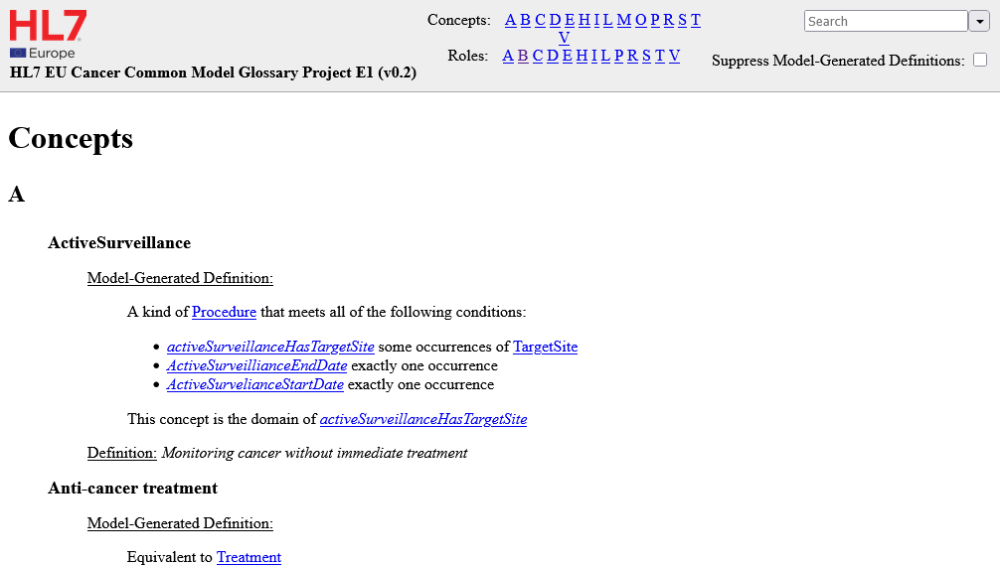 HL7
Europe
HL7 EU Cancer Common Model Glossary Project E1 (v0.2)
Concepts: A B C D E H I L M O P R S T
V
Roles: A B C D E H I L P R S T V
Search
Suppress Model-Generated Definitions:
Concepts
A
ActiveSurveillance
Model-Generated Definition:
A kind of Procedure that meets all of the following conditions:
• activeSurveillanceHasTargetSite some occurrences of TargetSite
• ActiveSurveillianceEndDate exactly one occurrence
• ActiveSurvelianceStartDate exactly one occurrence
This concept is the domain of activeSurveillanceHasTargetSite
Definition: Monitoring cancer without immediate treatment
Anti-cancer treatment
Model-Generated Definition:
Equivalent to Treatment